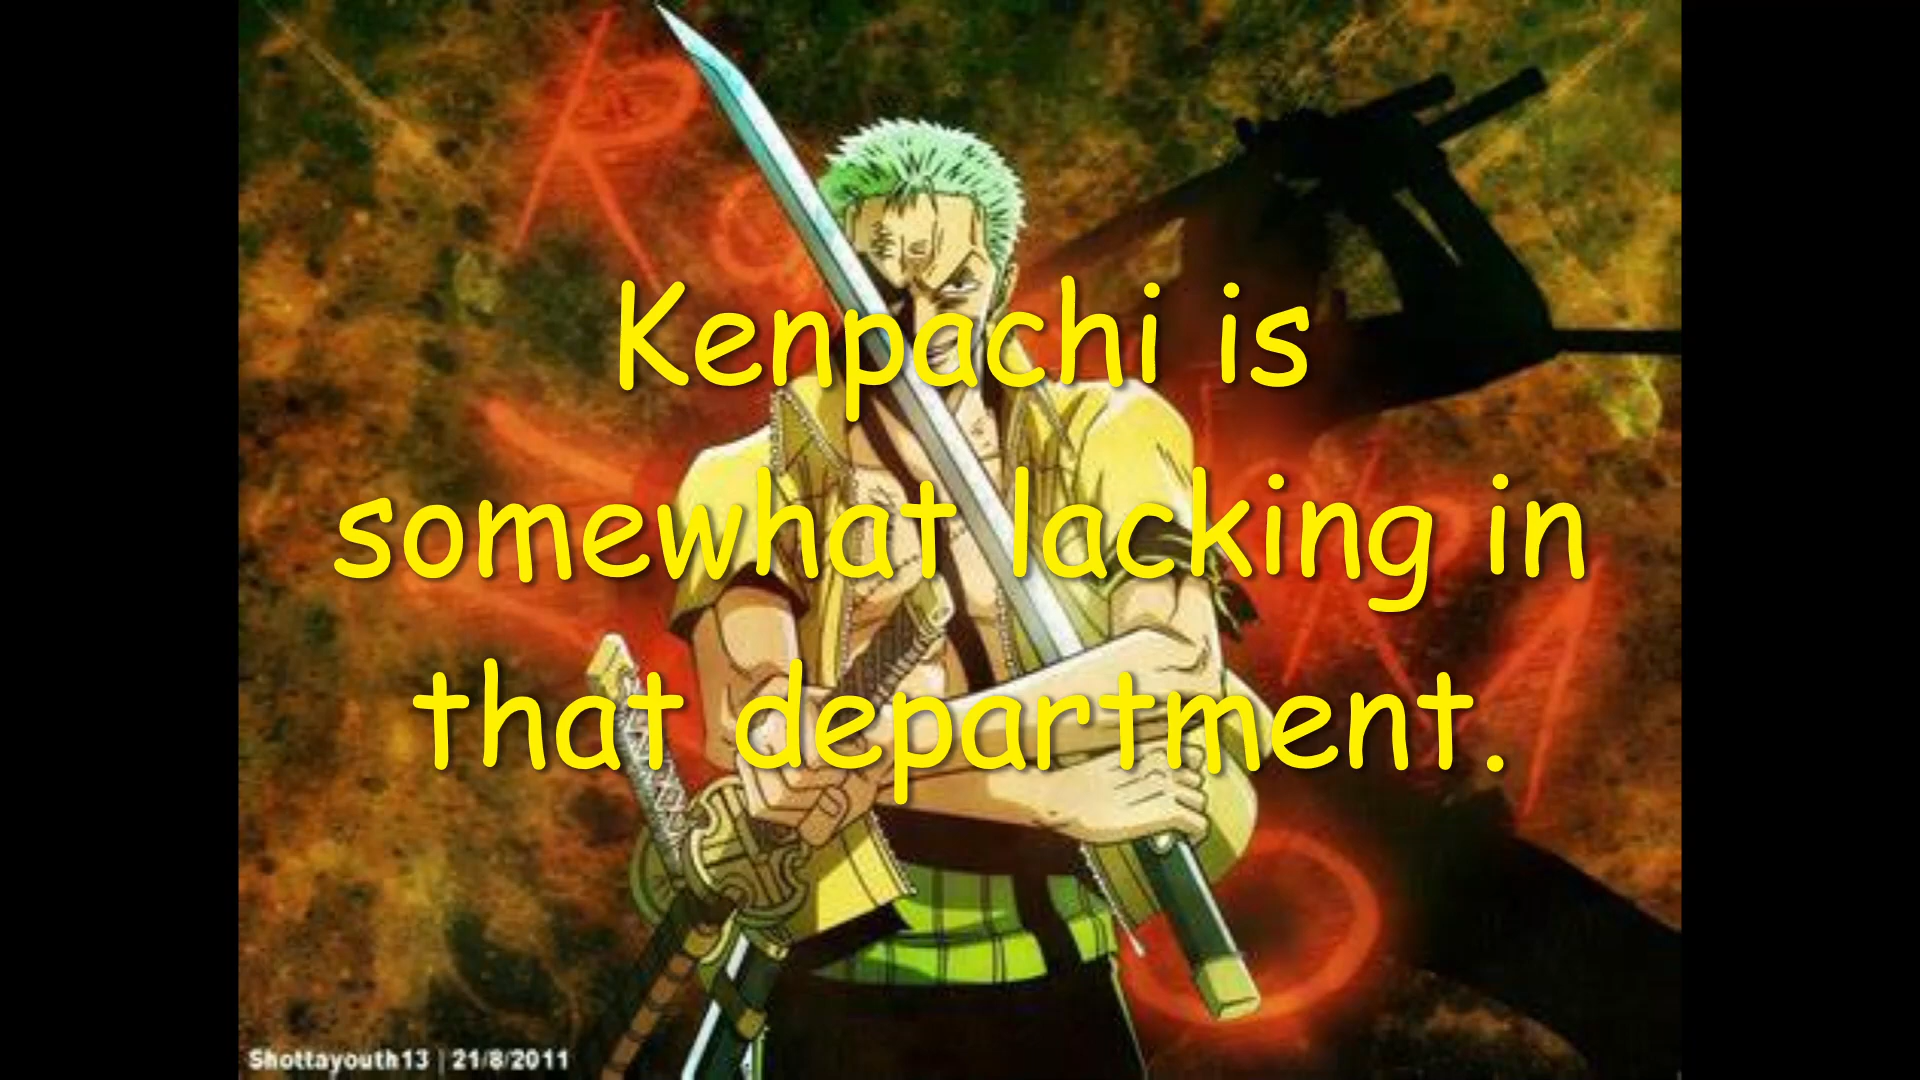 Kenpachi is
somewhat lacking in
that department.
Shottayouth13 | 21/8/2011